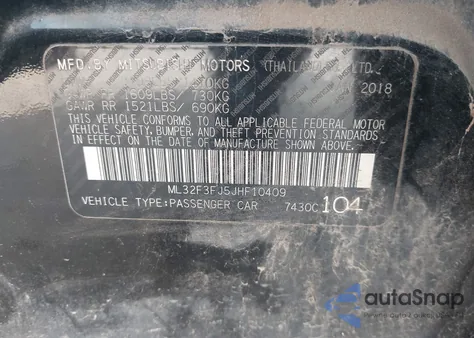 MFD.BY MITSUBISHI MOTORS (THAILAND) LTD.
2018
GAWR FR 1609LBS/ 730KG
GAWR RR 1521LBS/ 690KG
THIS VEHICLE CONFORMS TO ALL APPLICABLE
FEDERAL MOTOR
VEHICLE SAFETY, BUMPER, AND THEFT PREVENTION STANDARDS
IN EFFECT ON THE DATE OF MANUFACTURE SHOWN ABOVE.
ML32F3FJ5JHF10409
VEHICLE TYPE:PASSENGER CAR 7430C 104
autoSnap